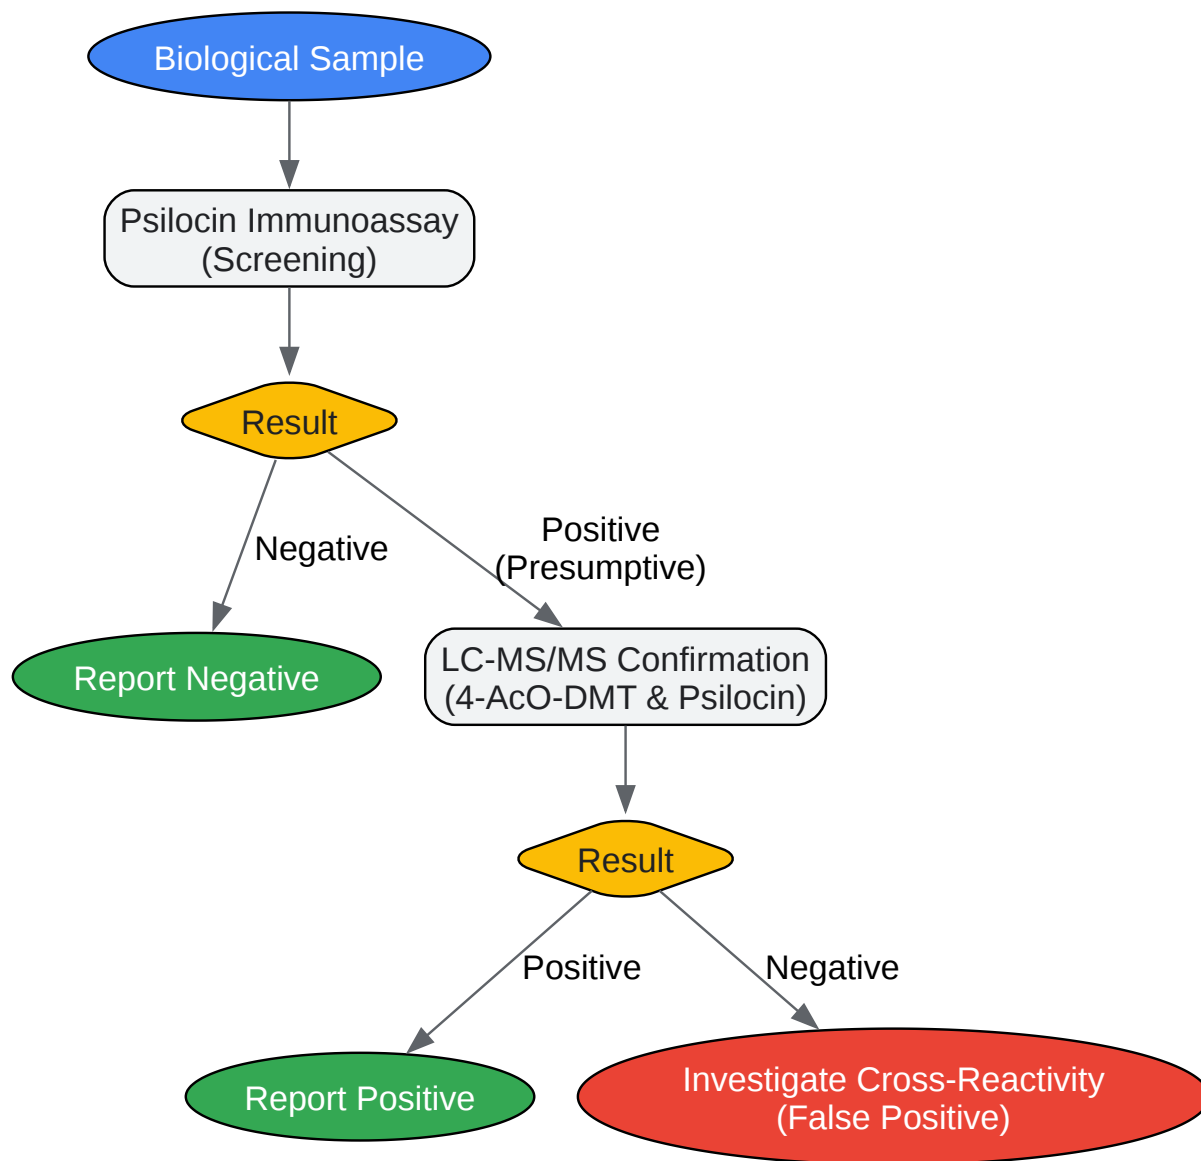 Biological Sample
Psilocin Immunoassay
(Screening)
Result
Negative
Positive
(Presumptive)
Report Negative
LC-MS/MS Confirmation
(4-AcO-DMT & Psilocin)
Result
Positive
Negative
Report Positive
Investigate Cross-Reactivity
(False Positive)